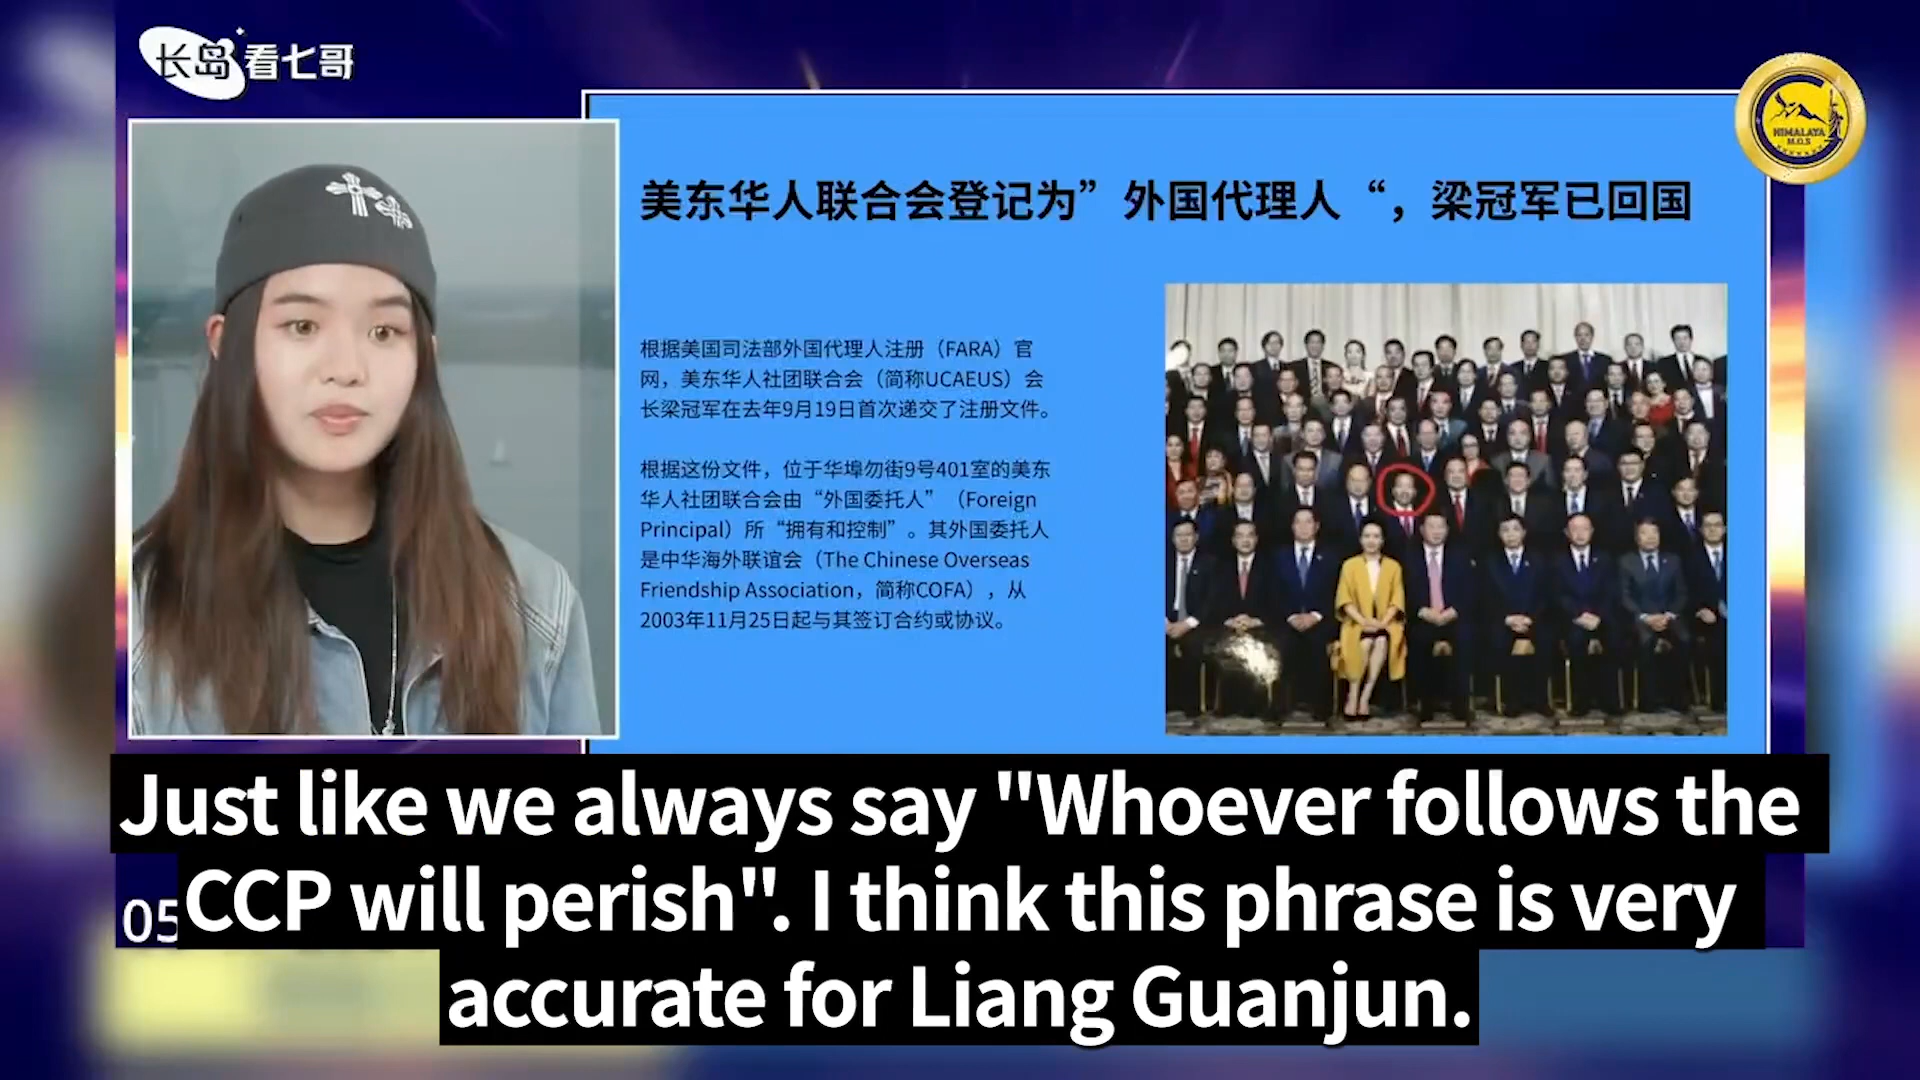 长岛看七哥
HIMALAYA
M.O.S
美东华人联合会登记为”外国代理人“，梁冠军已回国
根据美国司法部外国代理人注册（FARA）官
网，美东华人社团联合会（简称UCAEUS）会
长梁冠军在去年9月19日首次递交了注册文件。
根据这份文件，位于华埠勿街9号401室的美东
华人社团联合会由“外国委托人”（Foreign
Principal）所“拥有和控制”。其外国委托人
是中华海外联谊会（The Chinese Overseas
Friendship Association，简称COFA），从
2003年11月25日起与其签订合约或协议。
Just like we always say "Whoever follows the
CCP will perish". I think this phrase is very
accurate for Liang Guanjun.
05